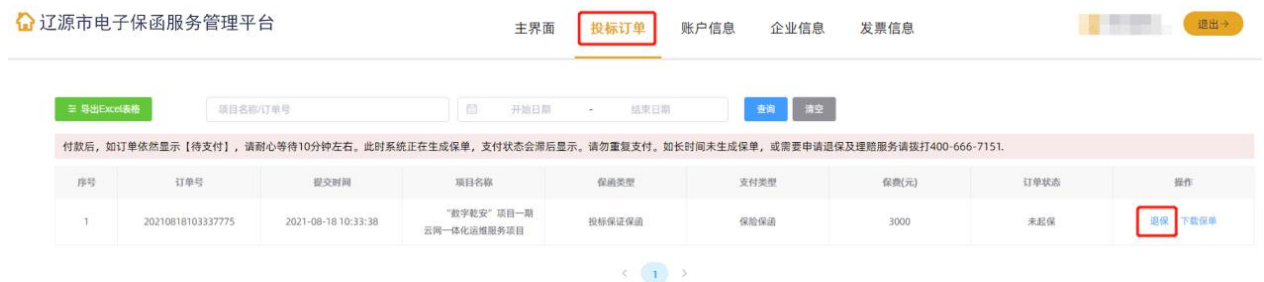 辽源市电子保函服务管理平台
主界面 投标订单 账户信息 企业信息 发票信息 退出→
导出Excel表格 项目名称/订单号 开始日期 - 结束日期 查询 清空
付款后，如订单依然显示【待支付】，请耐心等待10分钟左右。此时系统正在生成保单，支付状态会滞后显示。请勿重复支付。如长时间未生成保单，或需要申请退保及理赔服务请拨打400-666-7151.
序号 订单号 提交时间 项目名称 保函类型 支付类型 保费(元) 订单状态 操作
1 20210818103337775 2021-08-18 10:33:38 “数字乾安”项目一期 投标保证保函 保险保函 3000 未起保 退保 下载保单
云网一体化运维服务项目
< 1 >